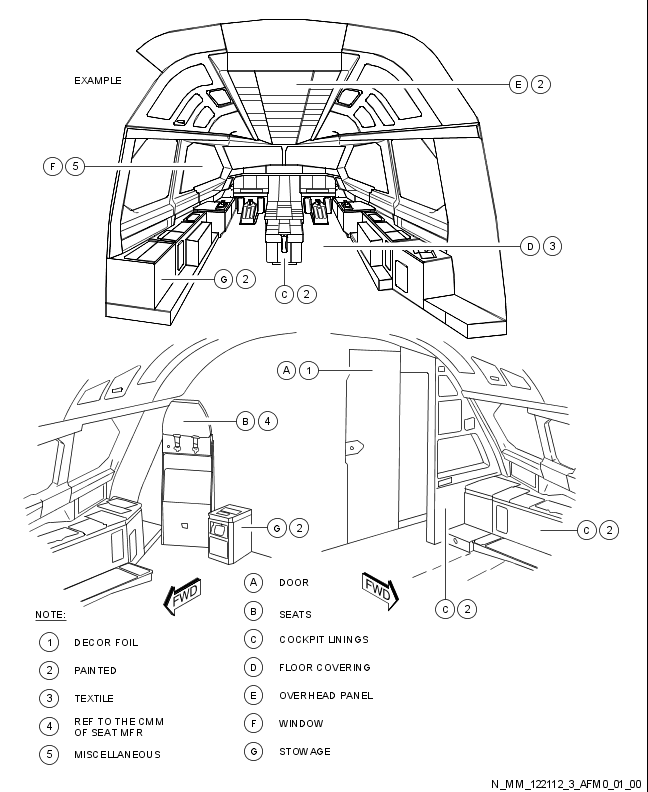 EXAMPLE
E 2
F 5
D 3
G 2
C 2
A 1
B 4
G 2
C 2
C 2
FWD
FWD
NOTE:
1 DECOR FOIL
2 PAINTED
3 TEXTILE
4 REF TO THE CMM
OF SEAT MFR
5 MISCELLANEOUS
A DOOR
B SEATS
C COCKPIT LININGS
D FLOOR COVERING
E OVERHEAD PANEL
F WINDOW
G STOWAGE
N_MM_122112_3_AFM0_01_00